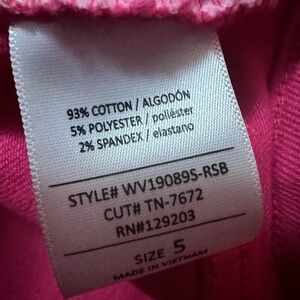 93% COTTON / ALGODÓN
5% POLYESTER / poliéster
2% SPANDEX / elastano
STYLE# WV19089S-RSB
CUT# TN-7672
RN#129203
SIZE 5
MADE IN VIETNAM